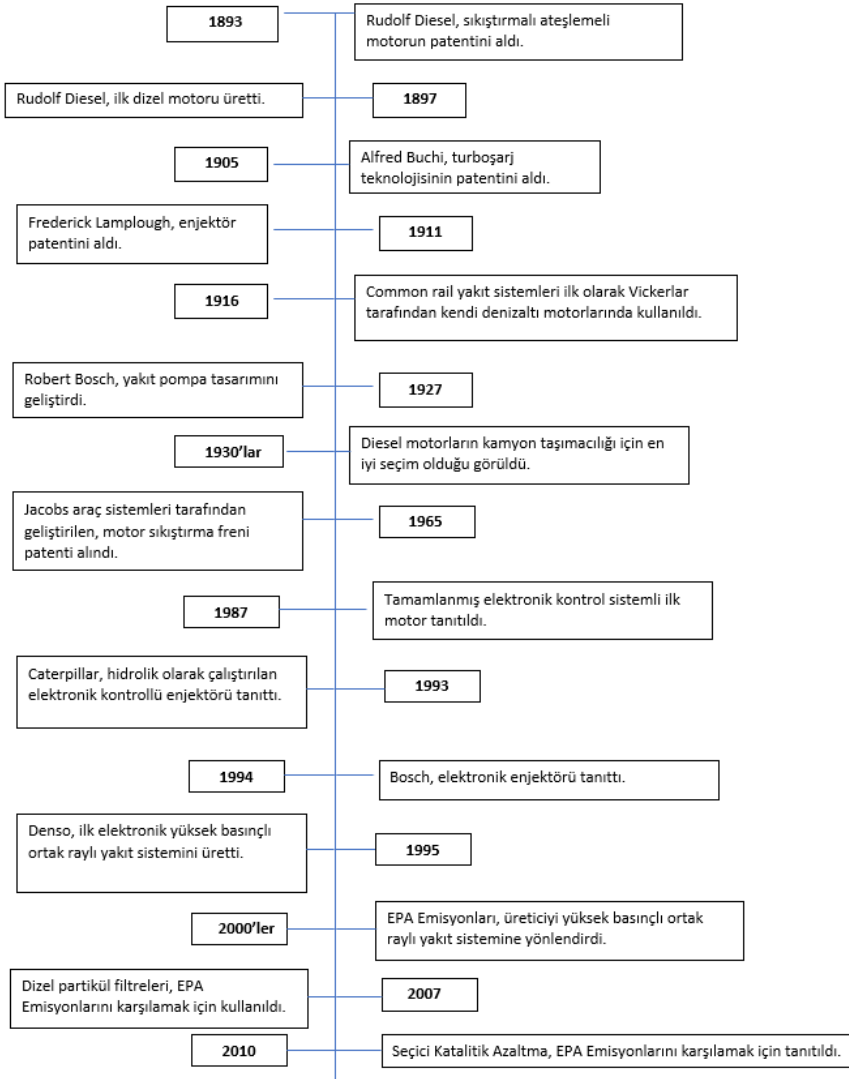 1893
Rudolf Diesel, sıkıştırmalı ateşlemeli
motorun patentini aldı.
Rudolf Diesel, ilk dizel motoru üretti.
1897
1905
Alfred Buchi, turboşarj
teknolojisinin patentini aldı.
Frederick Lamplough, enjektör
patentini aldı.
1911
1916
Common rail yakıt sistemleri ilk olarak Vickerlar
tarafından kendi denizaltı motorlarında kullanıldı.
Robert Bosch, yakıt pompa tasarımını
geliştirdi.
1927
1930’lar
Diesel motorların kamyon taşımacılığı için en
iyi seçim olduğu görüldü.
Jacobs araç sistemleri tarafından
geliştirilen, motor sıkıştırma freni
patenti alındı.
1965
1987
Tamamlanmış elektronik kontrol sistemli ilk
motor tanıtıldı.
Caterpillar, hidrolik olarak çalıştırılan
elektronik kontrollü enjektörü tanıttı.
1993
1994
Bosch, elektronik enjektörü tanıttı.
Denso, ilk elektronik yüksek basınçlı
ortak raylı yakıt sistemini üretti.
1995
2000’ler
EPA Emisyonları, üreticiyi yüksek basınçlı ortak
raylı yakıt sistemine yönlendirdi.
Dizel partikül filtreleri, EPA
Emisyonlarını karşılamak için kullanıldı.
2007
2010
Seçici Katalitik Azaltma, EPA Emisyonlarını karşılamak için tanıtıldı.